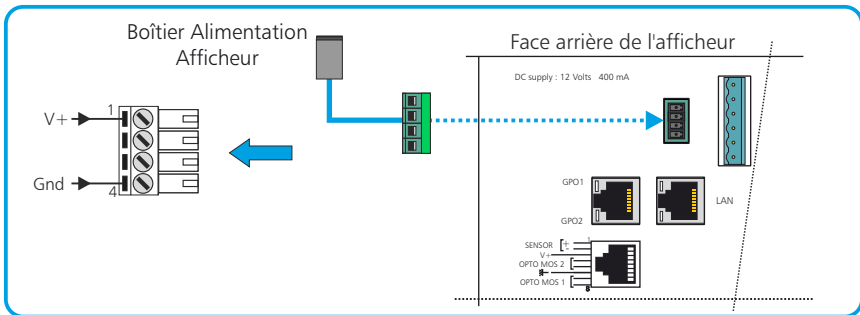 Boîtier Alimentation
Afficheur
Face arrière de l'afficheur
DC supply : 12 Volts 400 mA
V+
1
Gnd
4
GPO1
GPO2
LAN
SENSOR
+
-
1
V+
OPTO MOS 2
OPTO MOS 1
8